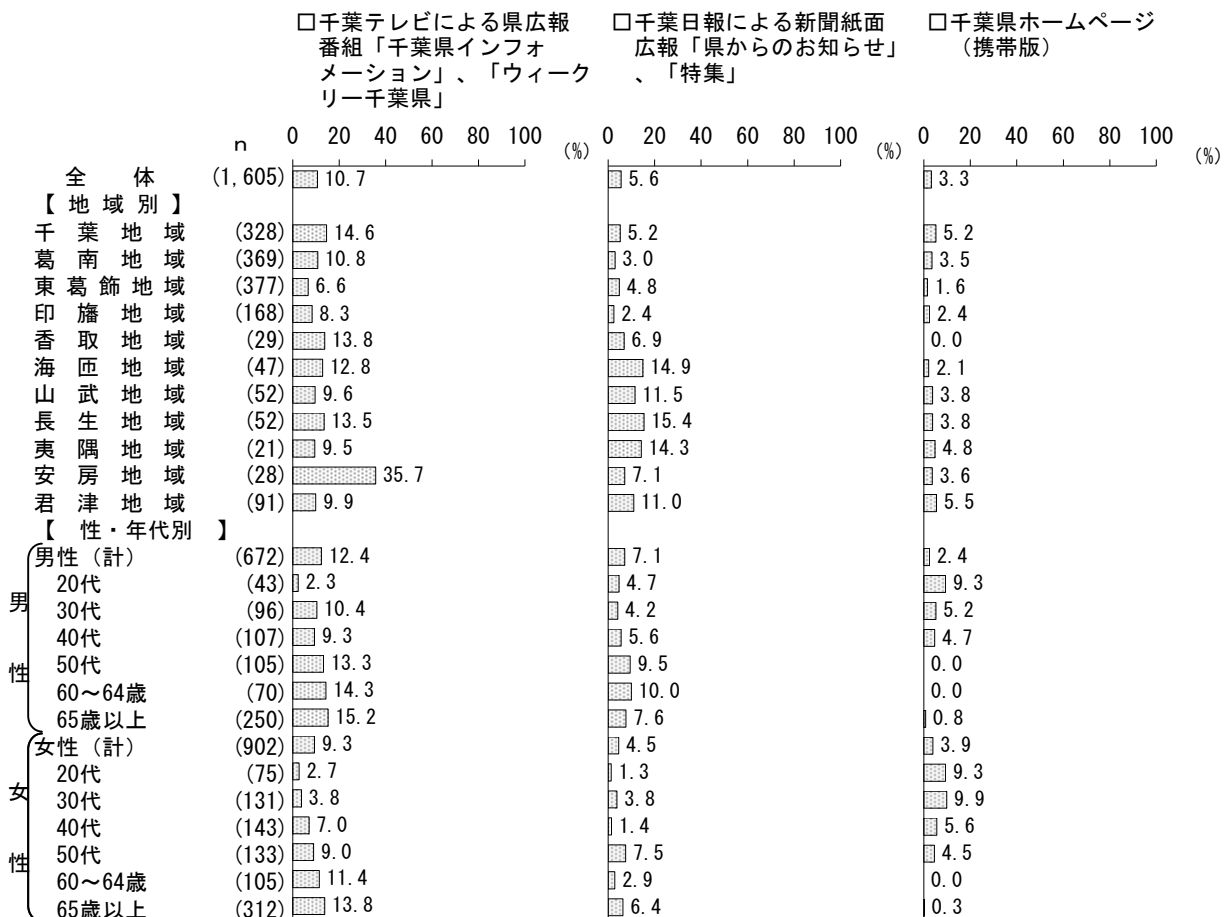 □千葉テレビによる県広報
番組「千葉県インフォ
メーション」、「ウィーク
リー千葉県」
□千葉日報による新聞紙面
広報「県からのお知らせ」
、「特集」
□千葉県ホームページ
（携帯版）
n 0 20 40 60 80 100 (%) 0 20 40 60 80 100 (%) 0 20 40 60 80 100 (%)
全体 (1,605) 10.7 5.6 3.3
【地域別】
千葉地域 (328) 14.6 5.2 5.2
葛南地域 (369) 10.8 3.0 3.5
東葛飾地域 (377) 6.6 4.8 1.6
印旛地域 (168) 8.3 2.4 2.4
香取地域 (29) 13.8 6.9 0.0
海匝地域 (47) 12.8 14.9 2.1
山武地域 (52) 9.6 11.5 3.8
長生地域 (52) 13.5 15.4 3.8
夷隅地域 (21) 9.5 14.3 4.8
安房地域 (28) 35.7 7.1 3.6
君津地域 (91) 9.9 11.0 5.5
【性・年代別】
男性
男性（計） (672) 12.4 7.1 2.4
20代 (43) 2.3 4.7 9.3
30代 (96) 10.4 4.2 5.2
40代 (107) 9.3 5.6 4.7
50代 (105) 13.3 9.5 0.0
60～64歳 (70) 14.3 10.0 0.0
65歳以上 (250) 15.2 7.6 0.8
女性
女性（計） (902) 9.3 4.5 3.9
20代 (75) 2.7 1.3 9.3
30代 (131) 3.8 3.8 9.9
40代 (143) 7.0 1.4 5.6
50代 (133) 9.0 7.5 4.5
60～64歳 (105) 11.4 2.9 0.0
65歳以上 (312) 13.8 6.4 0.3